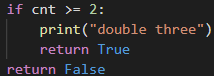 if cnt >= 2:
    print("double three")
    return True
return False